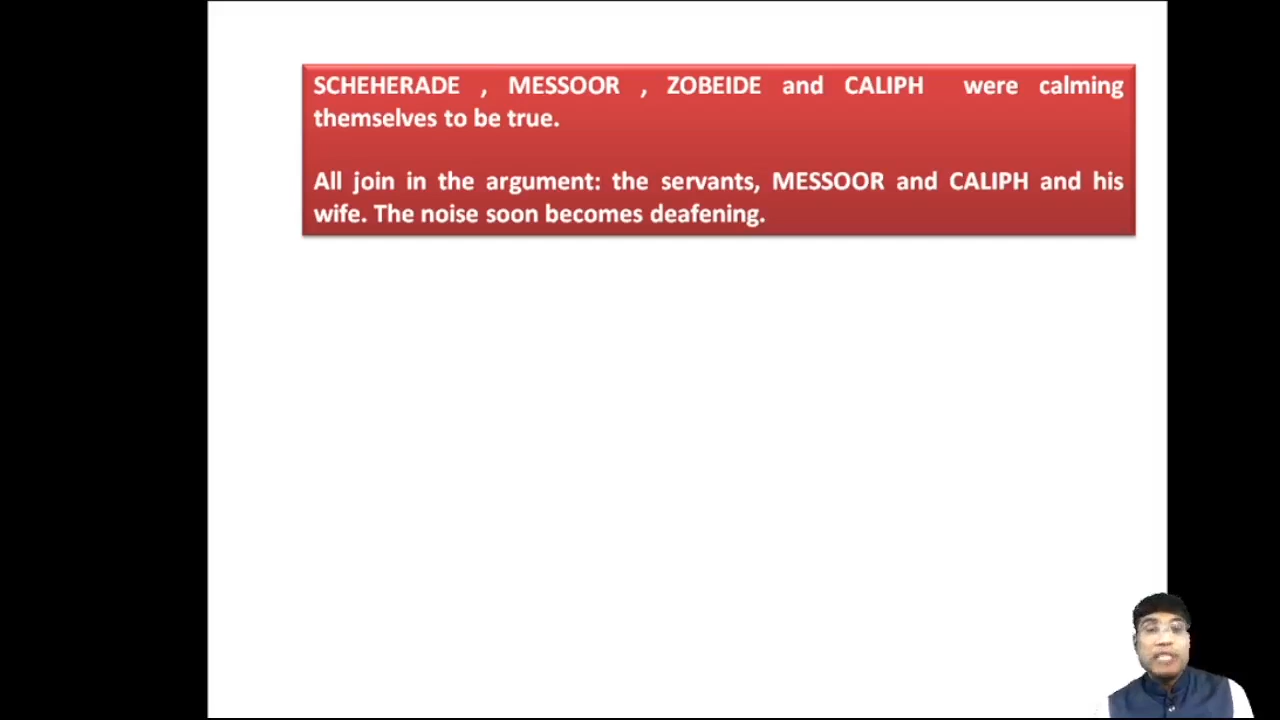 SCHEHERADE , MESSOOR , ZOBEIDE and CALIPH were calming
themselves to be true.
All join in the argument: the servants, MESSOOR and CALIPH and his
wife. The noise soon becomes deafening.